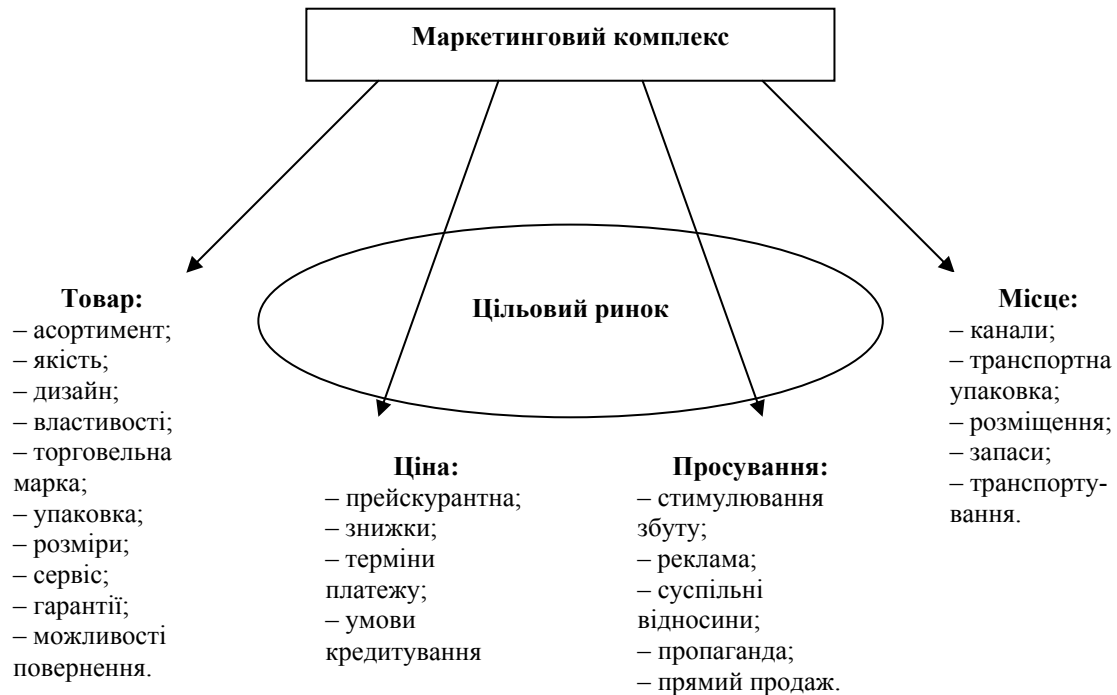 Маркетинговий комплекс
Цільовий ринок
Товар:
– асортимент;
– якість;
– дизайн;
– властивості;
– торговельна
марка;
– упаковка;
– розміри;
– сервіс;
– гарантії;
– можливості
повернення.
Ціна:
– прейскурантна;
– знижки;
– терміни
платежу;
– умови
кредитування
Просування:
– стимулювання
збуту;
– реклама;
– суспільні
відносини;
– пропаганда;
– прямий продаж.
Місце:
– канали;
– транспортна
упаковка;
– розміщення;
– запаси;
– транспорту-
вання.